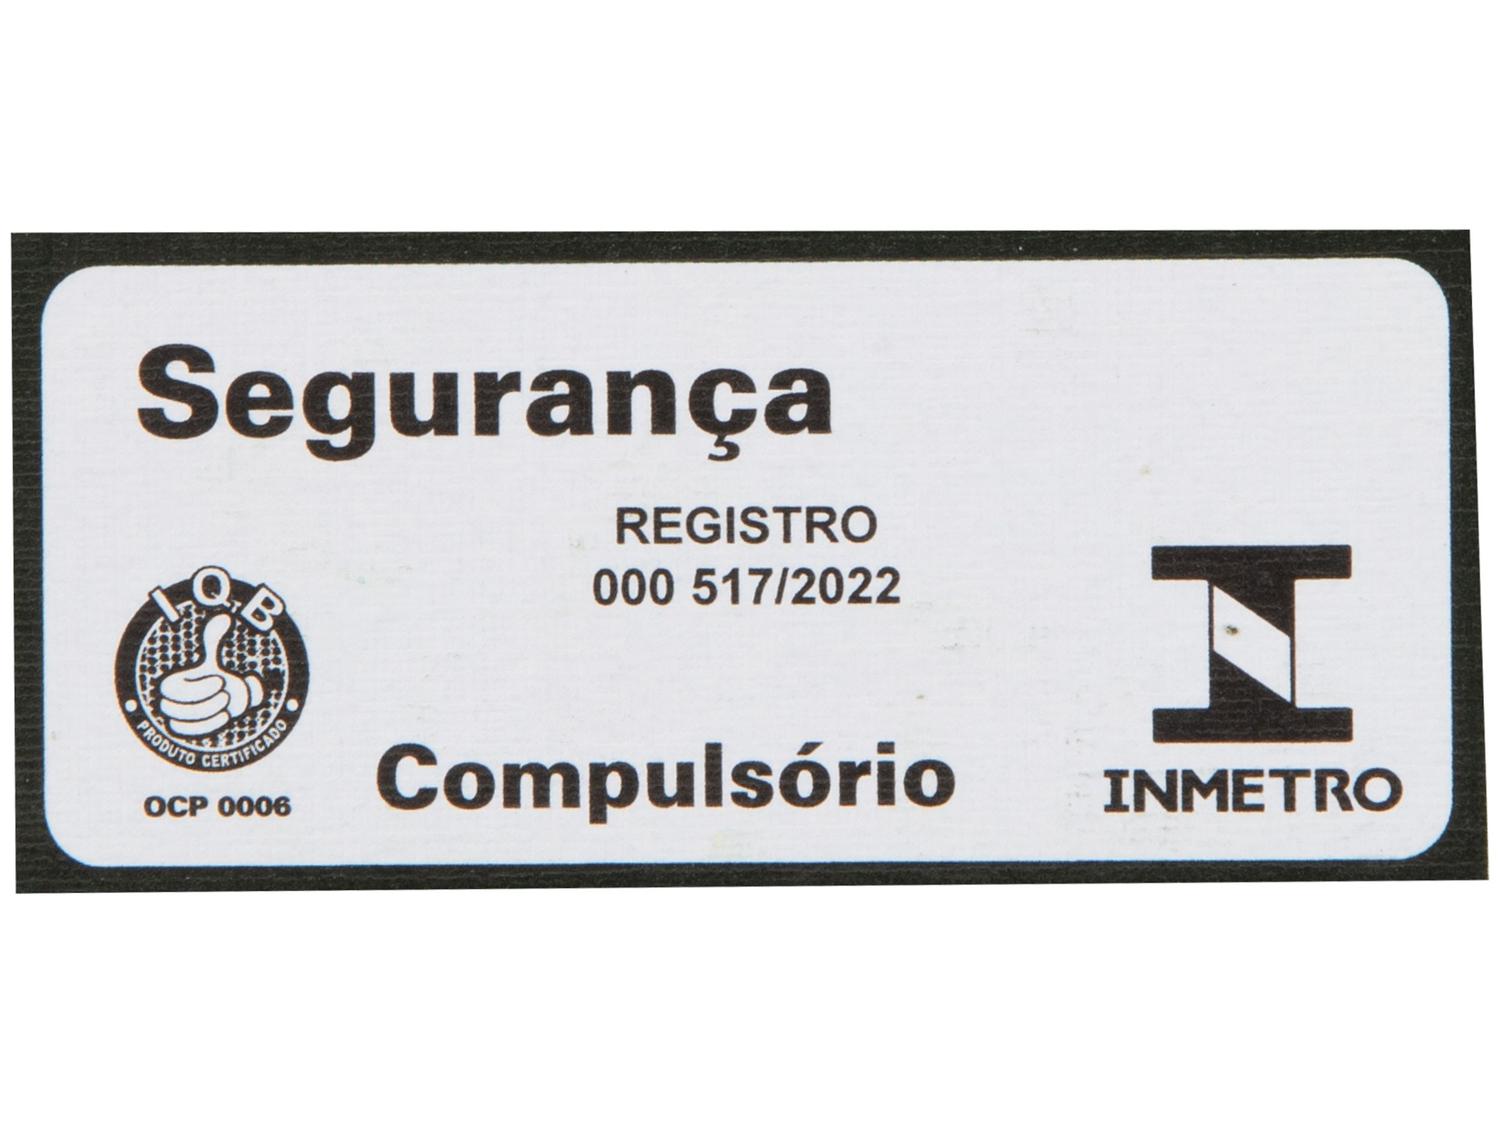 Segurança
REGISTRO
000 517/2022
I.Q.B
PRODUTO CERTIFICADO
OCP 0006
Compulsório
INMETRO